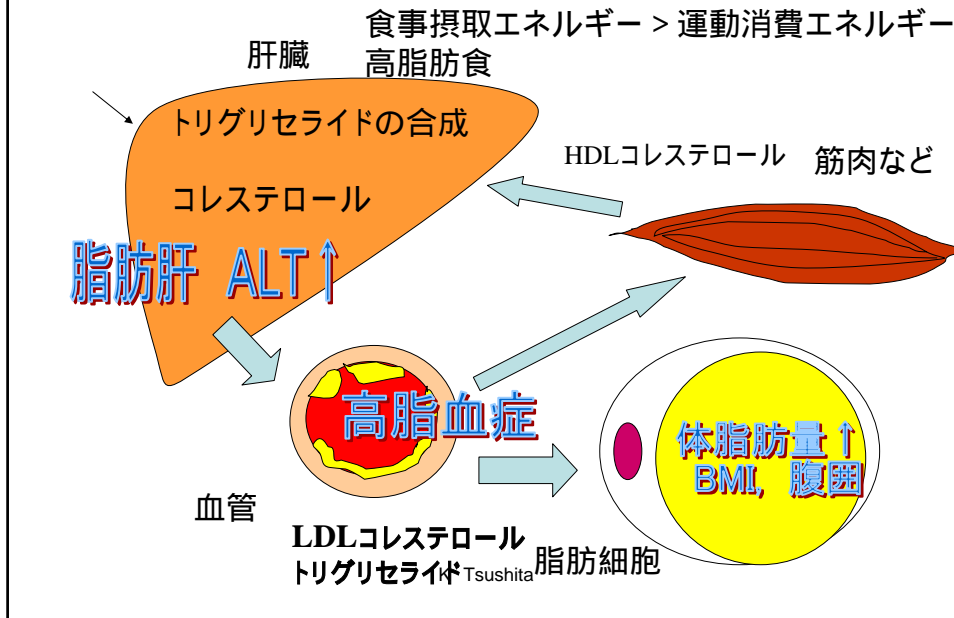 食事摂取エネルギー > 運動消費エネルギー
高脂肪食
肝臓
トリグリセライドの合成
コレステロール
脂肪肝 ALT↑
HDLコレステロール
筋肉など
高脂血症
体脂肪量↑
BMI, 腹囲
血管
LDLコレステロール
トリグリセライド
K Tsushita
脂肪細胞